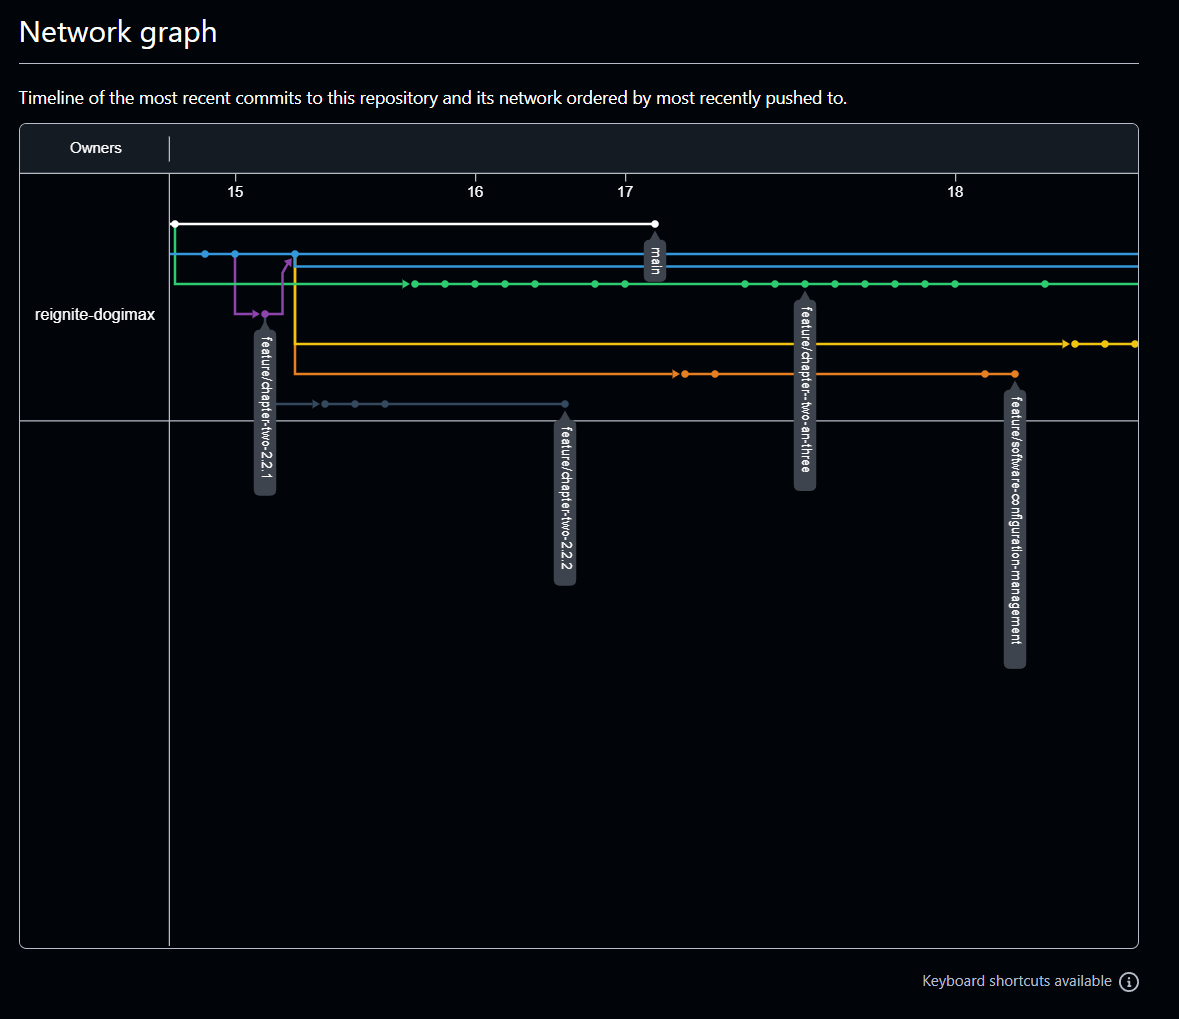 Network graph
Timeline of the most recent commits to this repository and its network ordered by most recently pushed to.
Owners
15
16
17
18
reignite-dogimax
main
feature/chapter-two-2.2.1
feature/chapter-two-2.2.2
feature/chapter--two-an-three
feature/software-configuration-management
Keyboard shortcuts available